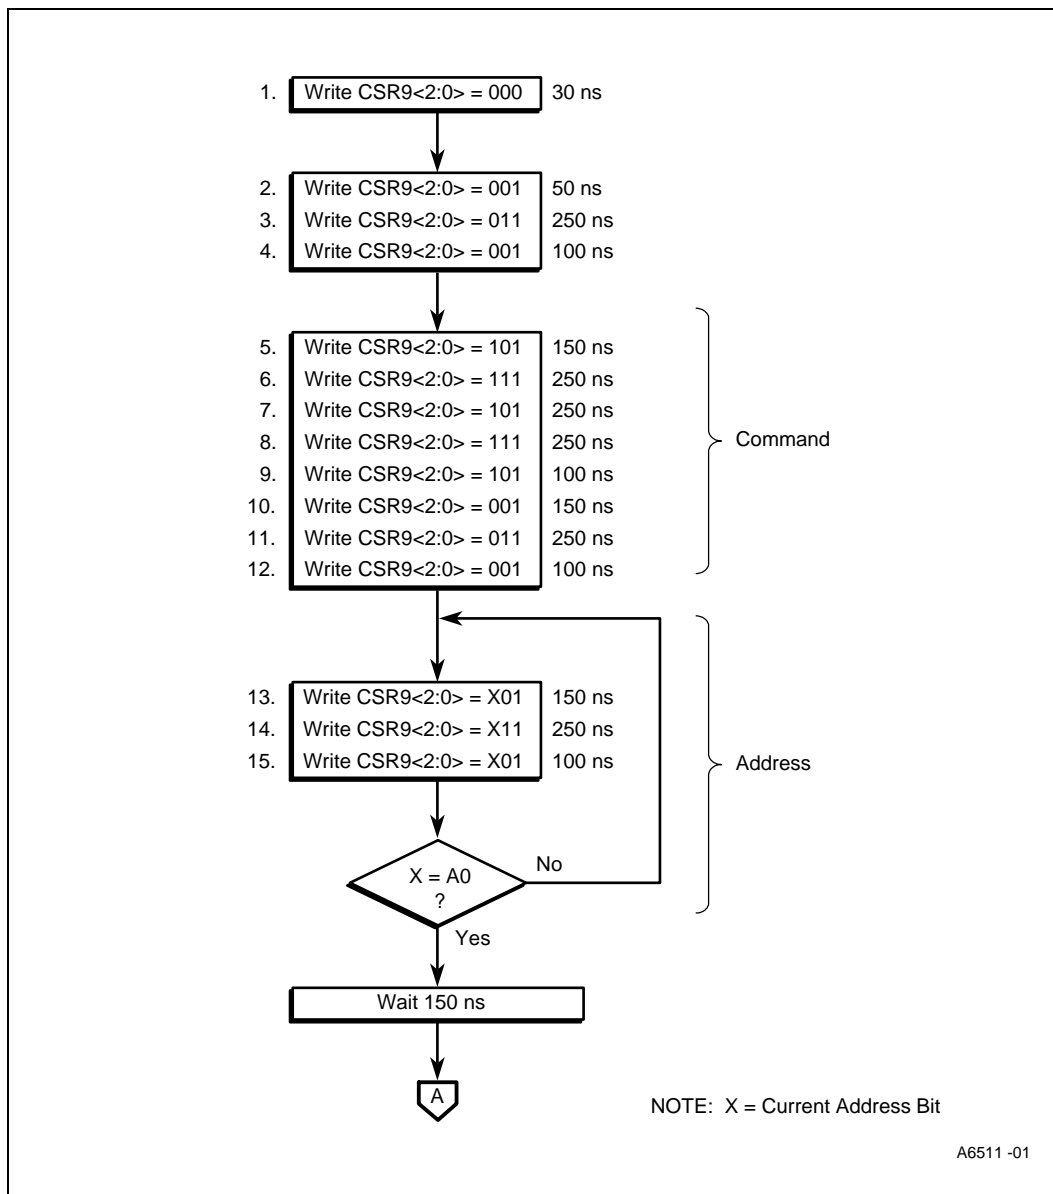 1. Write CSR9<2:0> = 000 30 ns
2. Write CSR9<2:0> = 001 50 ns
3. Write CSR9<2:0> = 011 250 ns
4. Write CSR9<2:0> = 001 100 ns
5. Write CSR9<2:0> = 101 150 ns
6. Write CSR9<2:0> = 111 250 ns
7. Write CSR9<2:0> = 101 250 ns
8. Write CSR9<2:0> = 111 250 ns
Command
9. Write CSR9<2:0> = 101 100 ns
10. Write CSR9<2:0> = 001 150 ns
11. Write CSR9<2:0> = 011 250 ns
12. Write CSR9<2:0> = 001 100 ns
13. Write CSR9<2:0> = X01 150 ns
14. Write CSR9<2:0> = X11 250 ns
15. Write CSR9<2:0> = X01 100 ns
Address
X = A0
?
No
Yes
Wait 150 ns
A
NOTE: X = Current Address Bit
A6511 -01